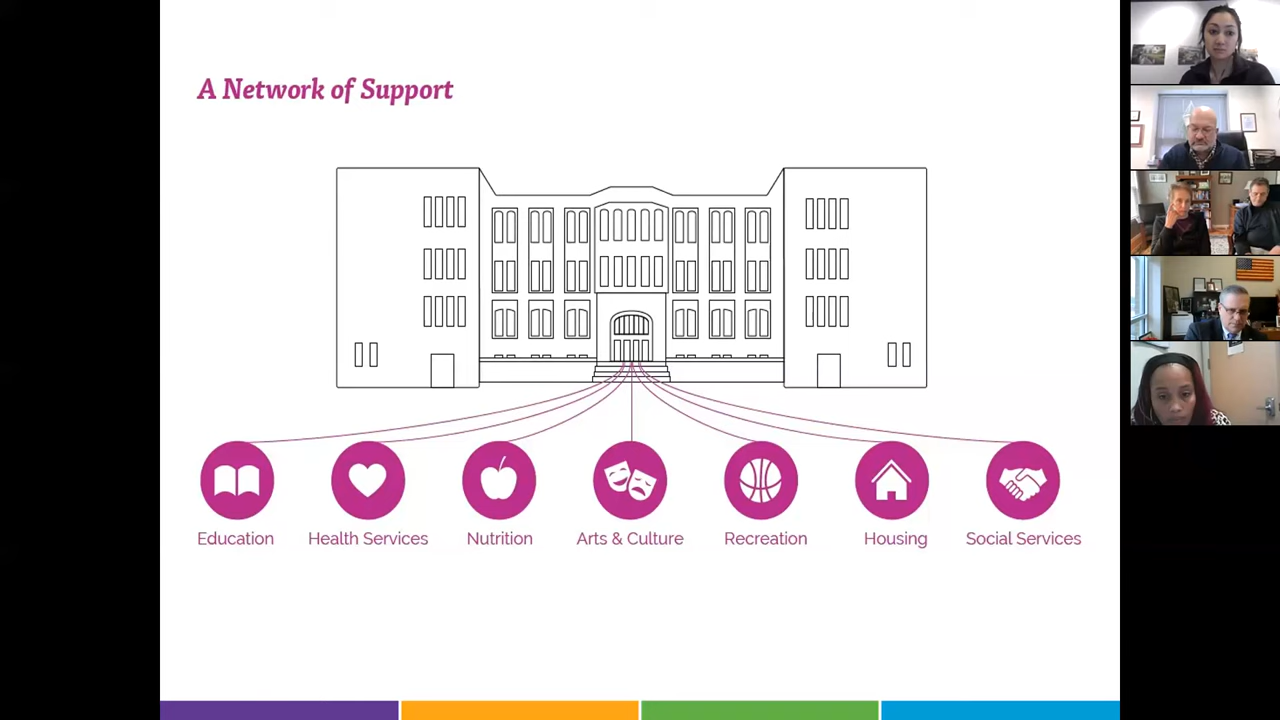 A Network of Support
Education
Health Services
Nutrition
Arts & Culture
Recreation
Housing
Social Services